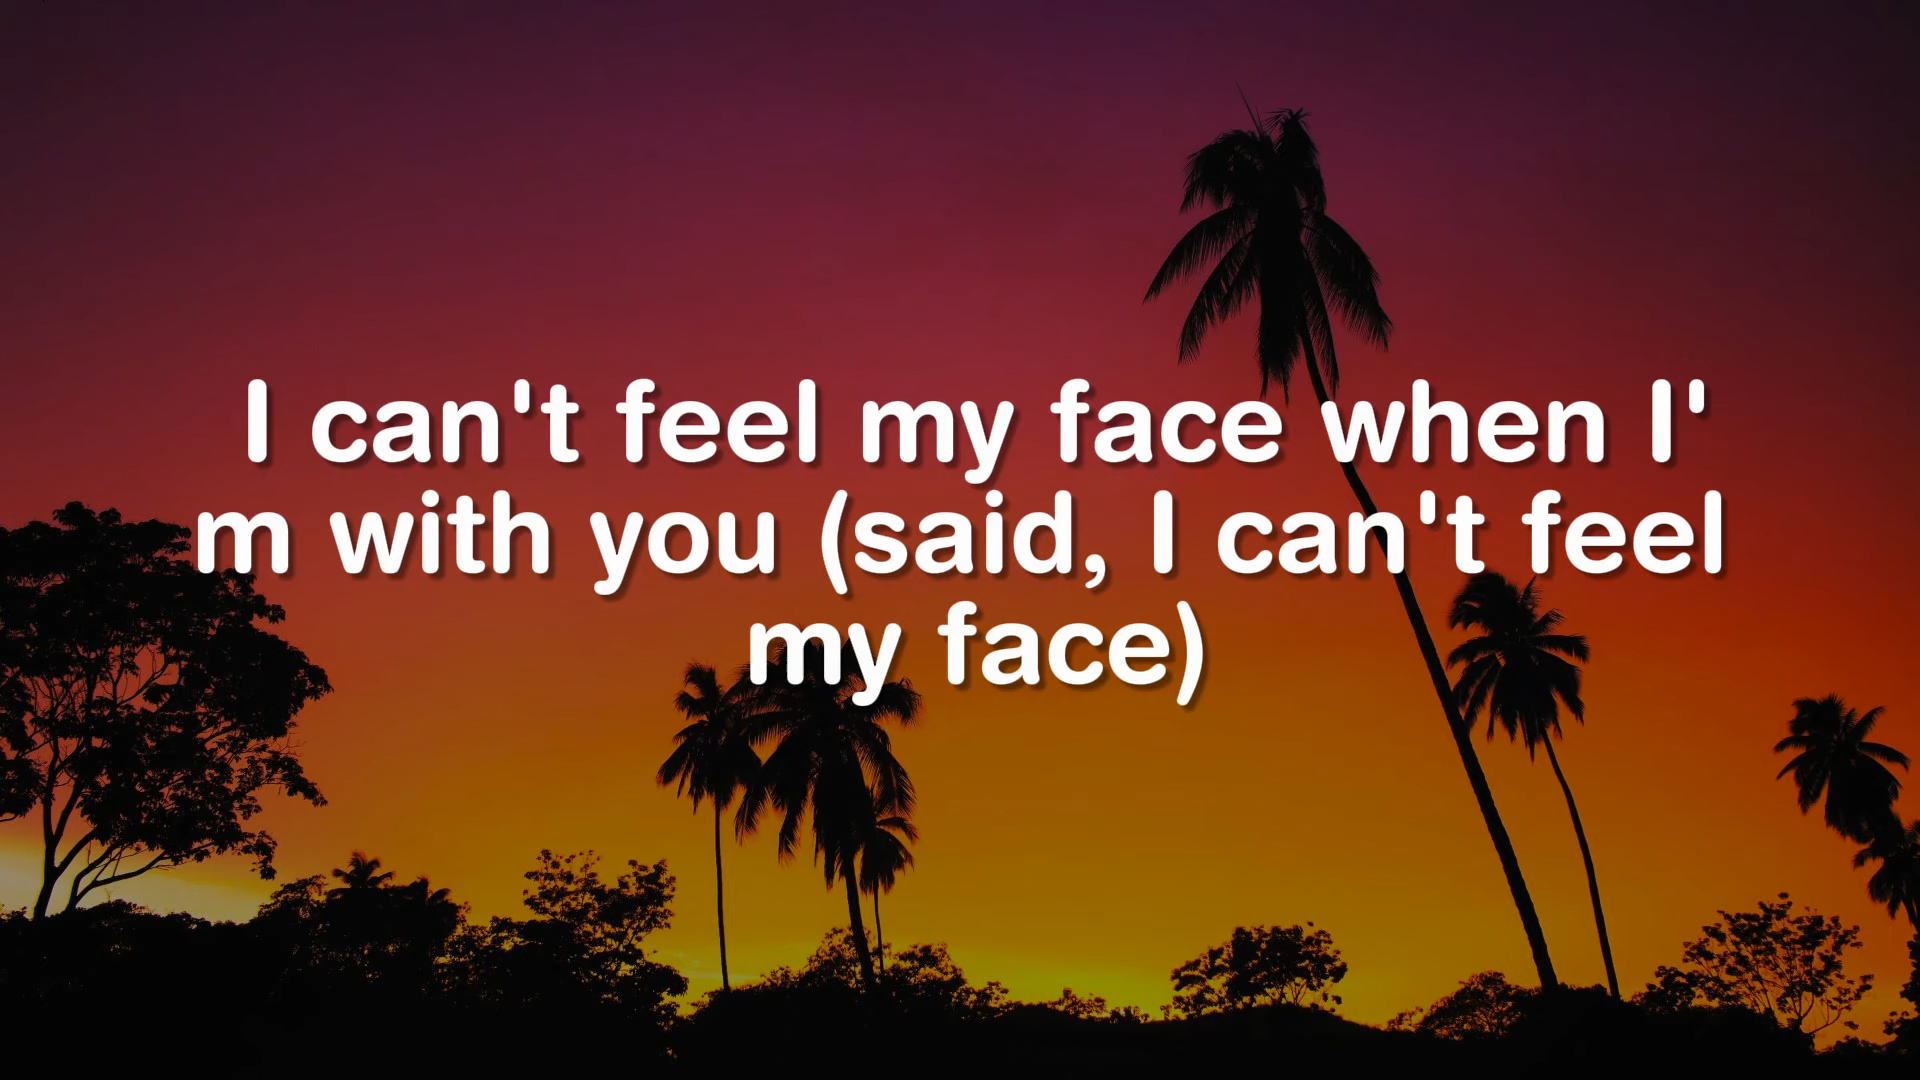 I can't feel my face when I'
m with you (said, I can't feel
my face)